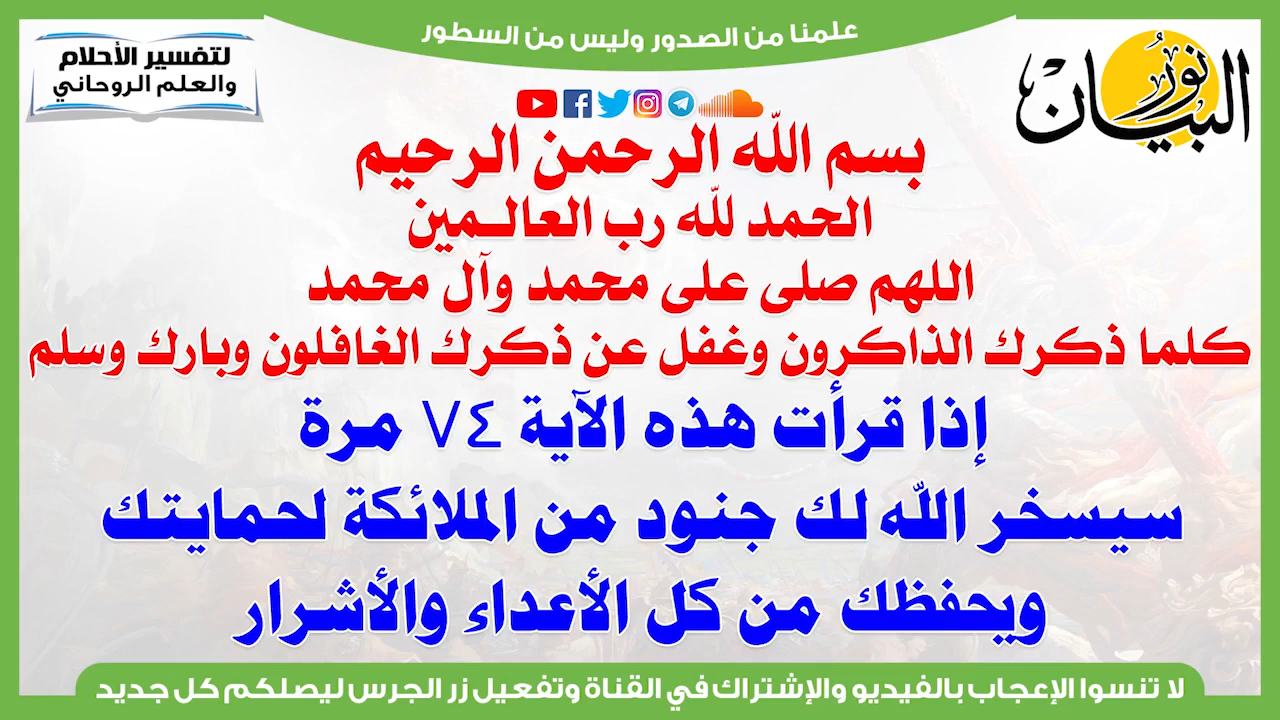 علمنا من الصدور وليس من السطور
نور البيان
لتفسير الأحلام
والعلم الروحاني
بسم الله الرحمن الرحيم
الحمد لله رب العالـمين
اللهم صلى على محمد وآل محمد
كلما ذكرك الذاكرون وغفل عن ذكرك الغافلون وبارك وسلم
إذا قرأت هذه الآية ٧٤ مرة
سيسخر الله لك جنود من الملائكة لحمايتك
ويحفظك من كل الأعداء والأشرار
لا تنسوا الإعجاب بالفيديو والإشتراك في القناة وتفعيل زر الجرس ليصلكم كل جديد